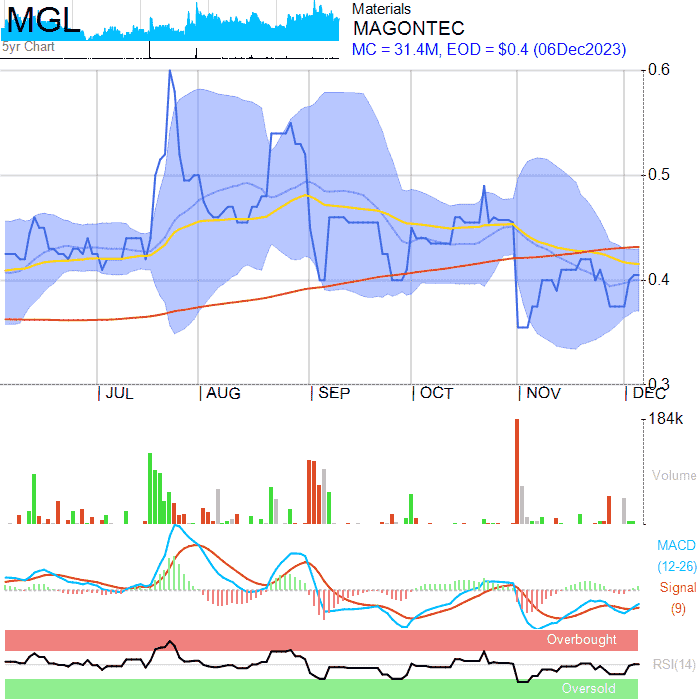 MGL
5yr Chart
Materials
MAGONTEC
MC = 31.4M, EOD = $0.4 (06Dec2023)
0.6
0.5
0.4
0.3
JUL AUG SEP OCT NOV DEC
184k
Volume
MACD
(12-26)
Signal
(9)
Overbought
RSI(14)
Oversold